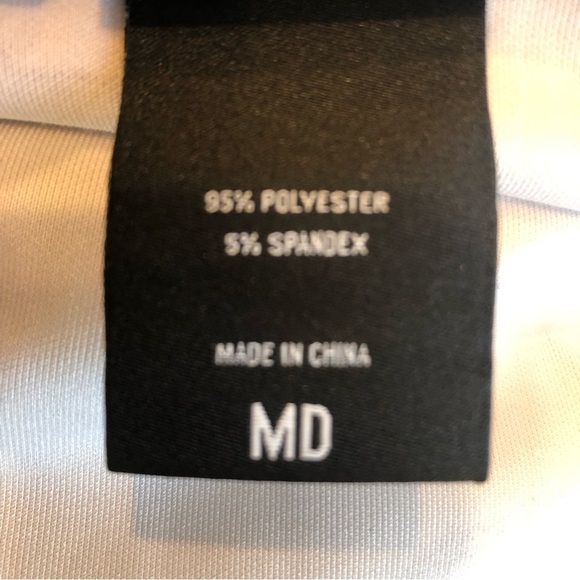 95% POLYESTER
5% SPANDEX
MADE IN CHINA
MD